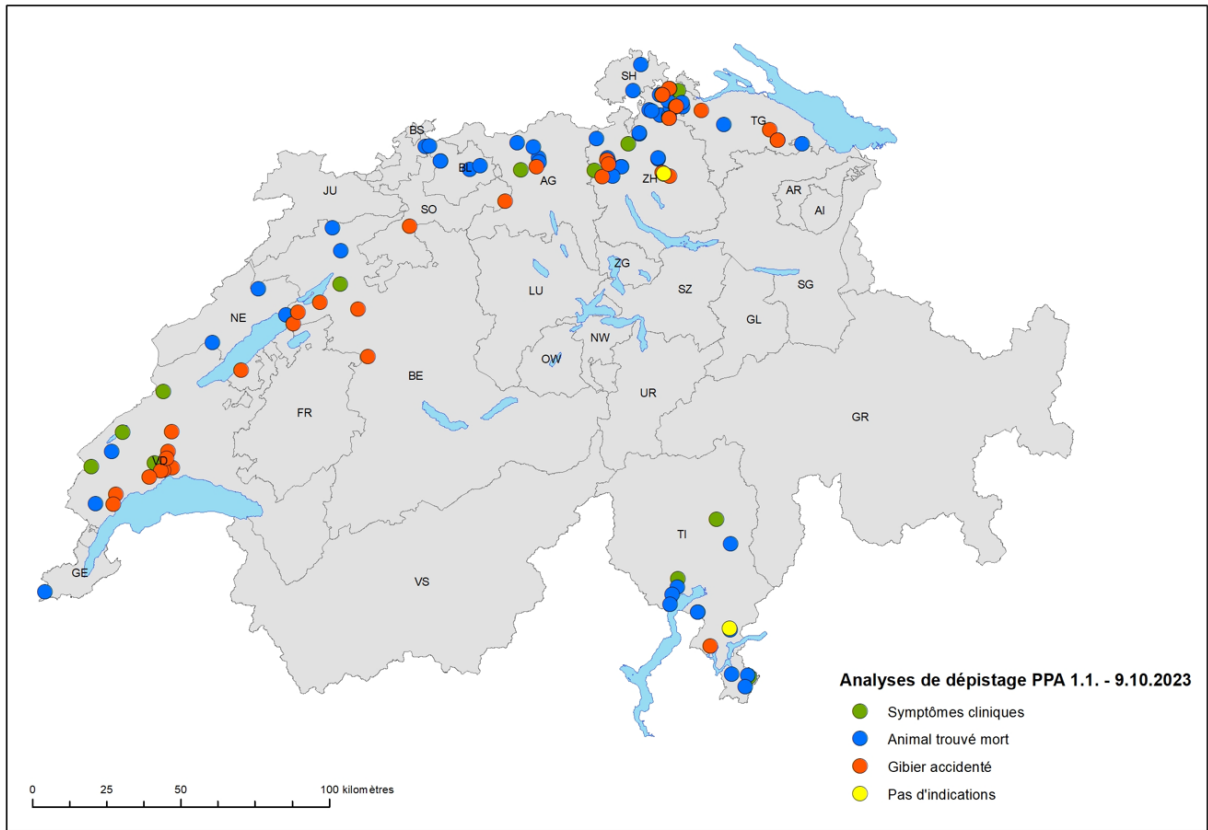 SH
BS
TG
BL
AG
ZH
JU
AR
SO
AI
ZG
LU
SZ
SG
NE
GL
NW
OW
BE
UR
FR
GR
VD
TI
VS
GE
Analyses de dépistage PPA 1.1. - 9.10.2023
Symptômes cliniques
Animal trouvé mort
Gibier accidenté
Pas d'indications
0 25 50 100 kilomètres